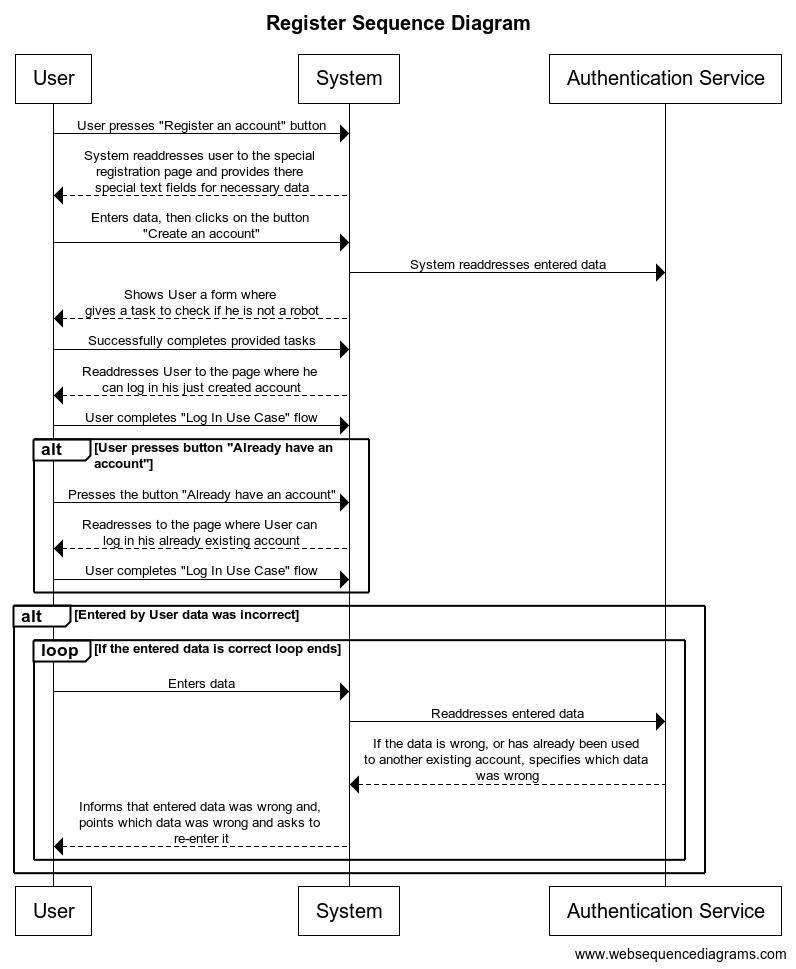 Register Sequence Diagram
User
System
Authentication Service
User presses "Register an account" button
System readdresses user to the special
registration page and provides there
special text fields for necessary data
Enters data, then clicks on the button
"Create an account"
System readdresses entered data
Shows User a form where
gives a task to check if he is not a robot
Successfully completes provided tasks
Readdresses User to the page where he
can log in his just created account
User completes "Log In Use Case" flow
alt
[User presses button "Already have an
account"]
Presses the button "Already have an account"
Readresses to the page where User can
log in his already existing account
User completes "Log In Use Case" flow
alt
[Entered by User data was incorrect]
loop
[If the entered data is correct loop ends]
Enters data
Readdresses entered data
If the data is wrong, or has already been used
to another existing account, specifies which data
was wrong
Informs that entered data was wrong and,
points which data was wrong and asks to
re-enter it
User
System
Authentication Service
www.websequencediagrams.com